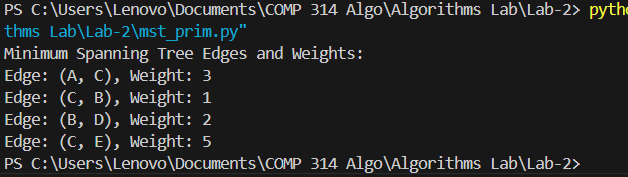 PS C:\Users\Lenovo\Documents\COMP 314 Algo\Algorithms Lab\Lab-2> pytho
thms Lab\Lab-2\mst_prim.py"
Minimum Spanning Tree Edges and Weights:
Edge: (A, C), Weight: 3
Edge: (C, B), Weight: 1
Edge: (B, D), Weight: 2
Edge: (C, E), Weight: 5
PS C:\Users\Lenovo\Documents\COMP 314 Algo\Algorithms Lab\Lab-2>